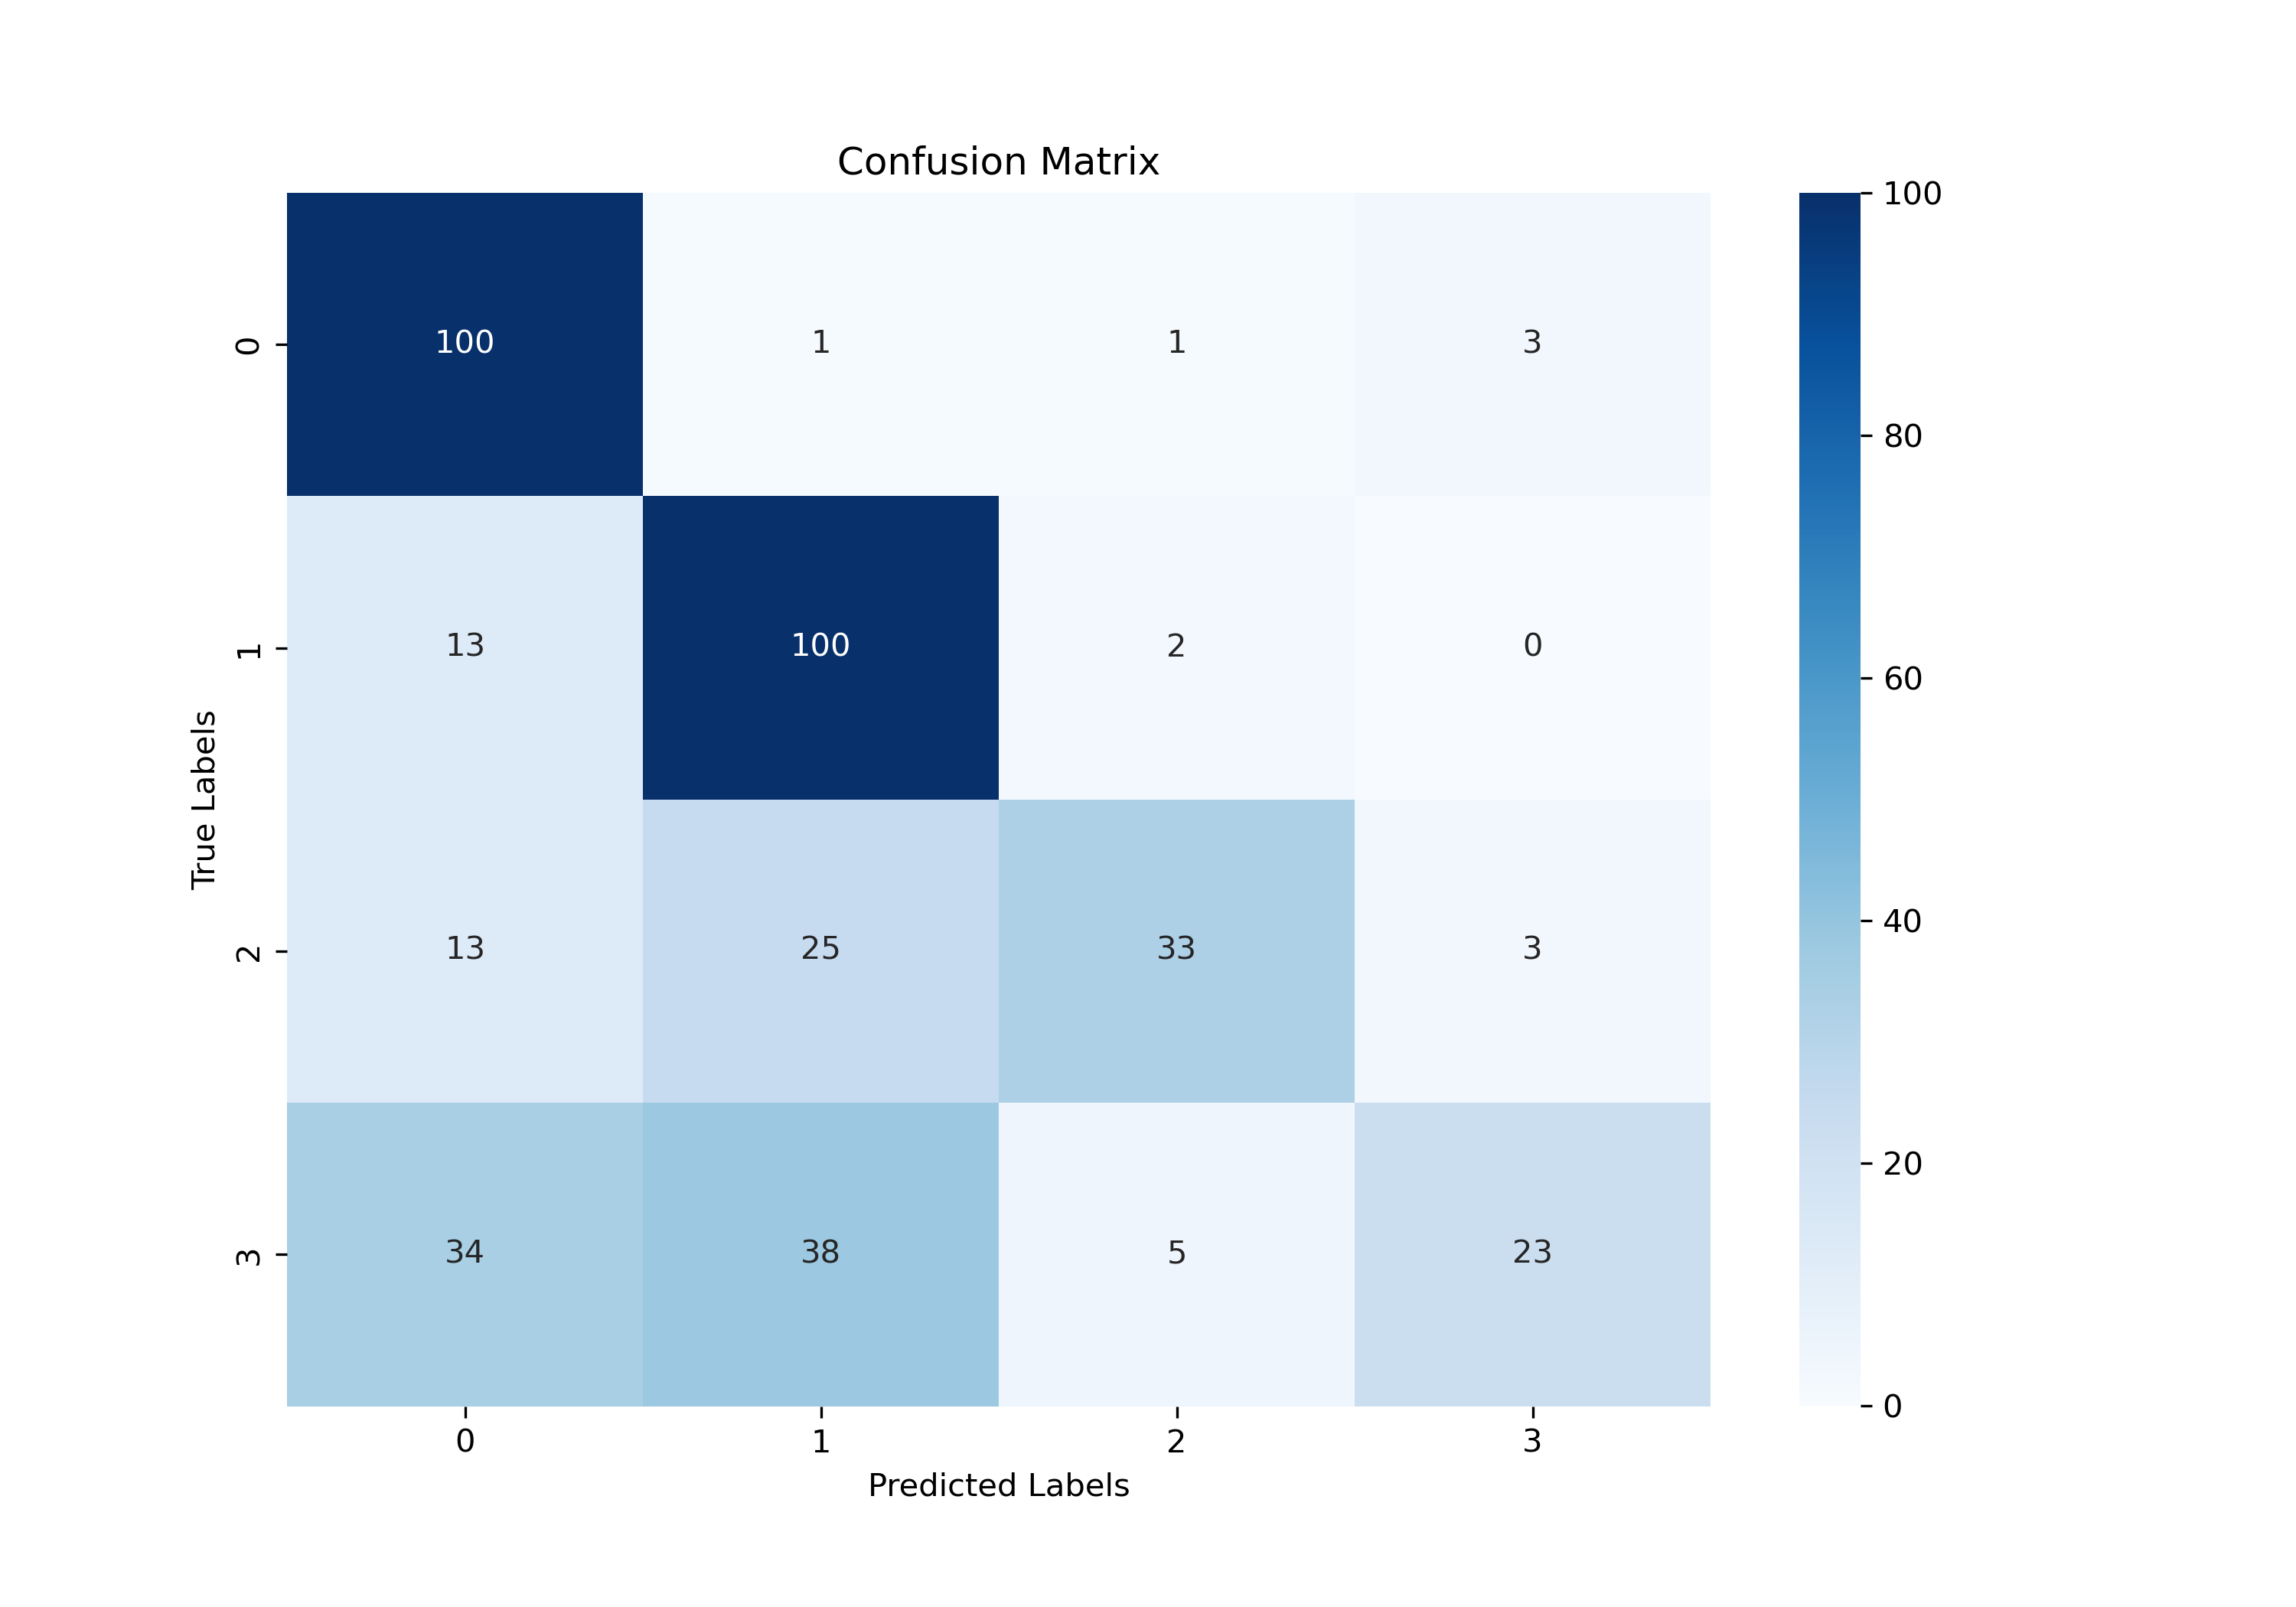 Confusion Matrix
100
0 100 1 1 3
80
1 13 100 2 0
60
True Labels
2 13 25 33 3
40
3 34 38 5 23
20
0
0 1 2 3
Predicted Labels